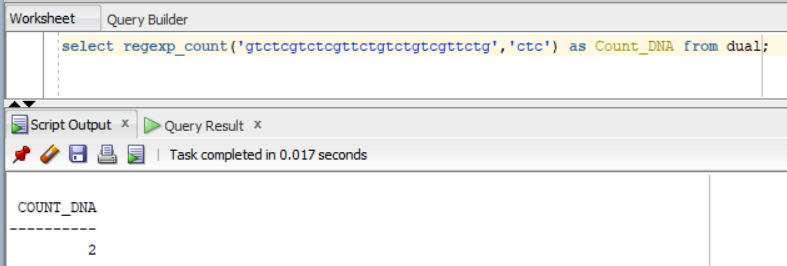 Worksheet Query Builder
select regexp_count('gtctcgtctcgttctgtctgtcgttctg','ctc') as Count_DNA from dual;
Script Output x Query Result x
Task completed in 0.017 seconds
COUNT_DNA
----------
2